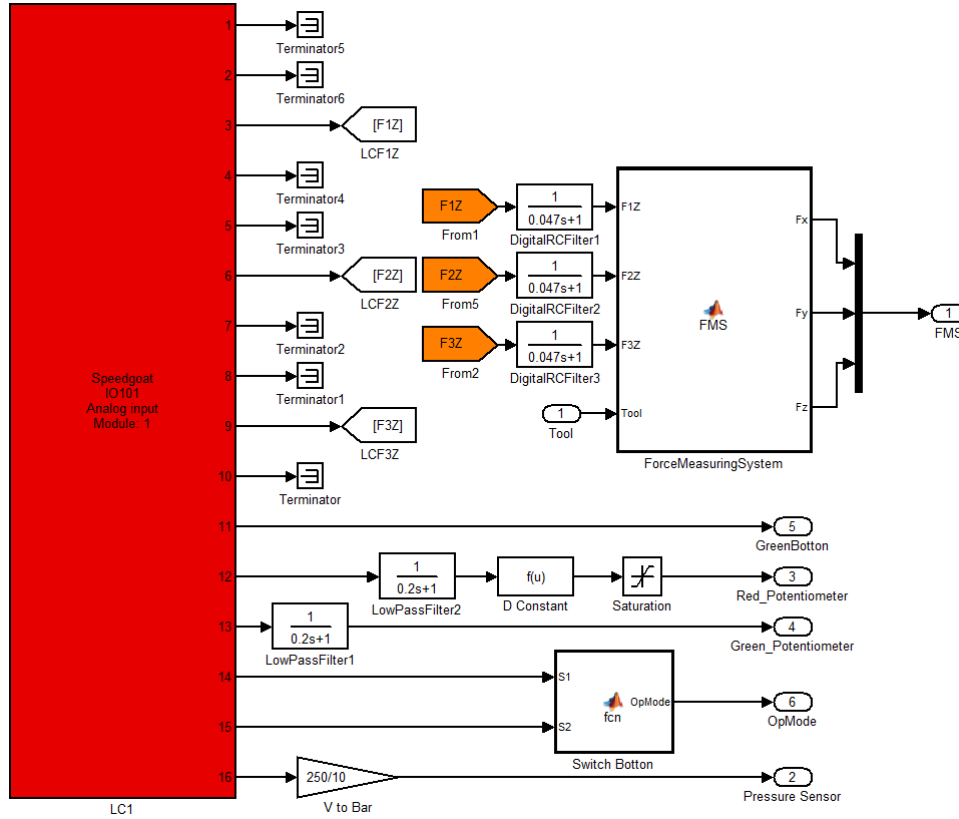 1
Terminator5
2
Terminator6
3
[F1Z]
LCF1Z
4
Terminator4
5
Terminator3
6
[F2Z]
LCF2Z
7
Terminator2
8
Terminator1
9
[F3Z]
LCF3Z
10
Terminator
11
12
13
14
15
16
Speedgoat
IO101
Analog input
Module: 1
LC1
F1Z
From1
1
0.047s+1
DigitalRCFilter1
F2Z
From5
1
0.047s+1
DigitalRCFilter2
F3Z
From2
1
0.047s+1
DigitalRCFilter3
1
Tool
F1Z
F2Z
F3Z
Tool
FMS
Fx
Fy
Fz
ForceMeasuringSystem
1
FMS
5
GreenBotton
1
0.2s+1
LowPassFilter2
f(u)
D Constant
Saturation
3
Red_Potentiometer
1
0.2s+1
LowPassFilter1
4
Green_Potentiometer
S1
S2
fcn
OpMode
Switch Botton
6
OpMode
250/10
V to Bar
2
Pressure Sensor